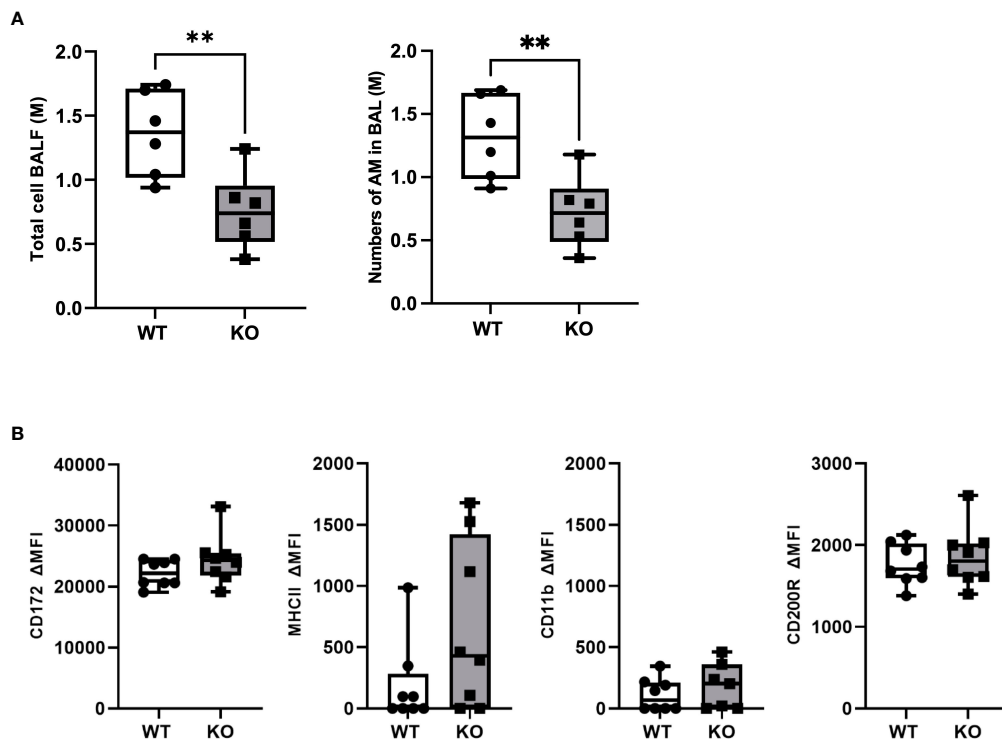 A
Total cell BALF (M)
2.0
1.5
1.0
0.5
0.0
**
WT
KO
Numbers of AM in BAL (M)
2.0
1.5
1.0
0.5
0.0
**
WT
KO
B
CD172 ΔMFI
40000
30000
20000
10000
0
WT
KO
MHCII ΔMFI
2000
1500
1000
500
0
WT
KO
CD11b ΔMFI
2000
1500
1000
500
0
WT
KO
CD200R ΔMFI
3000
2000
1000
0
WT
KO